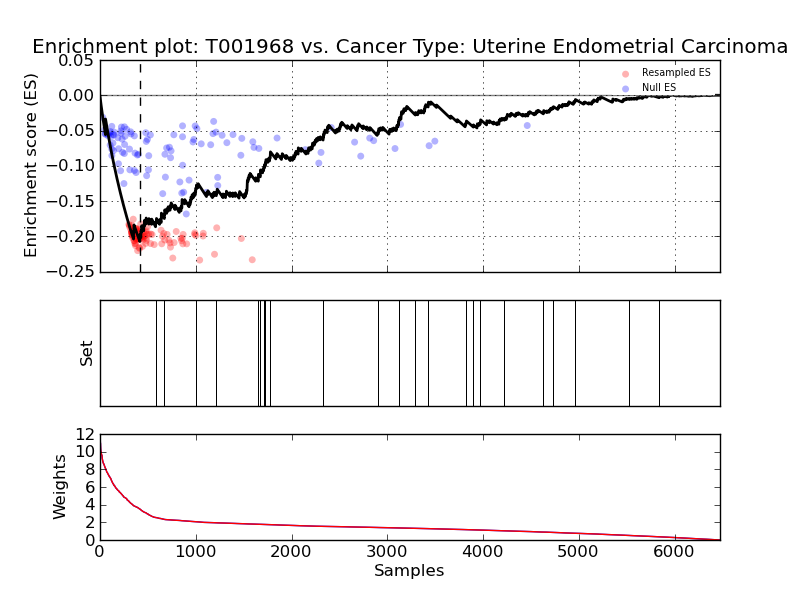 Enrichment plot: T001968 vs. Cancer Type: Uterine Endometrial Carcinoma
Enrichment score (ES)
0.05
0.00
−0.05
−0.10
−0.15
−0.20
−0.25
Resampled ES
Null ES
Set
Weights
12
10
8
6
4
2
0
0 1000 2000 3000 4000 5000 6000
Samples